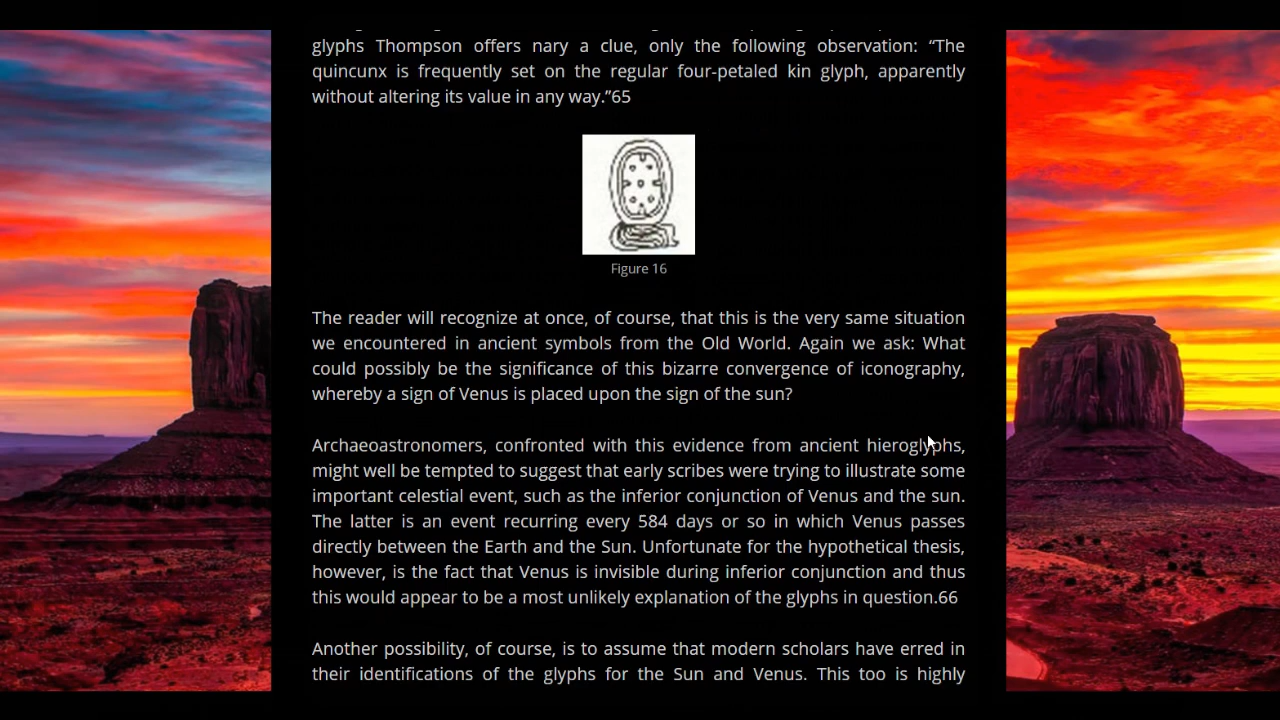 glyphs Thompson offers nary a clue, only the following observation: “The
quincunx is frequently set on the regular four-petaled kin glyph, apparently
without altering its value in any way.”65
Figure 16
The reader will recognize at once, of course, that this is the very same situation
we encountered in ancient symbols from the Old World. Again we ask: What
could possibly be the significance of this bizarre convergence of iconography,
whereby a sign of Venus is placed upon the sign of the sun?
Archaeoastronomers, confronted with this evidence from ancient hieroglyphs,
might well be tempted to suggest that early scribes were trying to illustrate some
important celestial event, such as the inferior conjunction of Venus and the sun.
The latter is an event recurring every 584 days or so in which Venus passes
directly between the Earth and the Sun. Unfortunate for the hypothetical thesis,
however, is the fact that Venus is invisible during inferior conjunction and thus
this would appear to be a most unlikely explanation of the glyphs in question.66
Another possibility, of course, is to assume that modern scholars have erred in
their identifications of the glyphs for the Sun and Venus. This too is highly